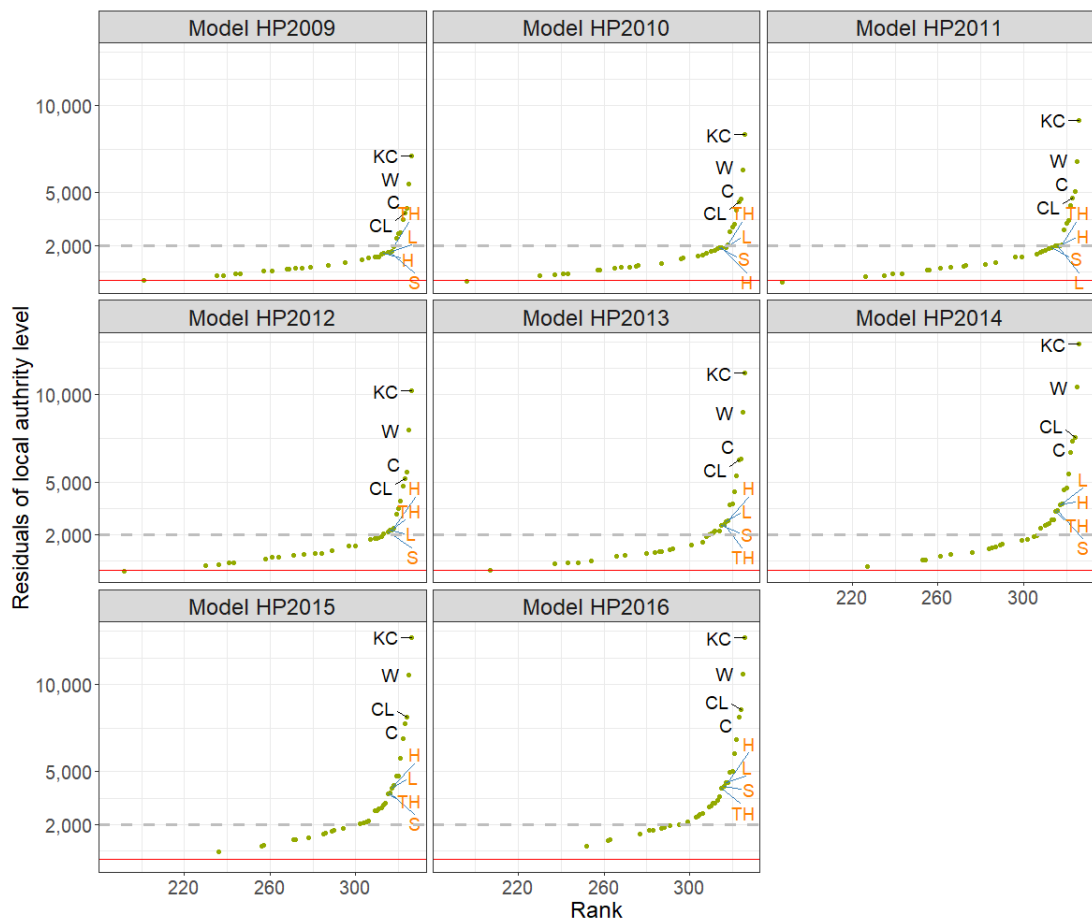 Model HP2009
Model HP2010
Model HP2011
10,000
5,000
2,000
KC
W
C
TH
CL
L
H
S
KC
W
C
TH
CL
L
S
H
KC
W
C
TH
CL
H
S
L
Model HP2012
Model HP2013
Model HP2014
10,000
5,000
2,000
KC
W
C
CL
H
TH
L
S
KC
W
C
CL
H
L
S
TH
KC
W
CL
C
L
H
TH
S
220
260
300
Model HP2015
Model HP2016
10,000
5,000
2,000
KC
W
CL
C
H
L
TH
S
KC
W
CL
C
H
L
S
TH
220
260
300
220
260
300
Rank
Residuals of local authrity level